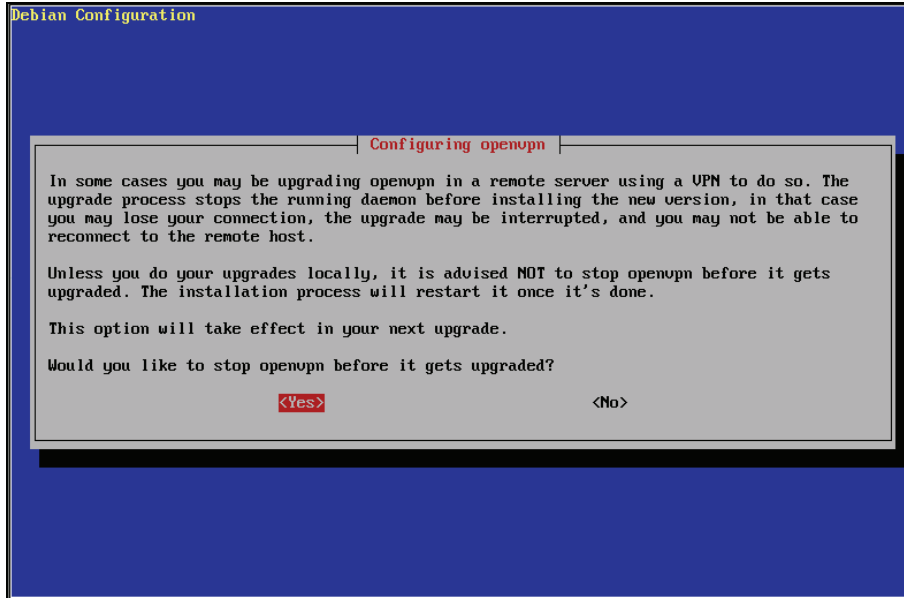 Debian Configuration
Configuring openvpn
In some cases you may be upgrading openvpn in a remote server using a VPN to do so. The
upgrade process stops the running daemon before installing the new version, in that case
you may lose your connection, the upgrade may be interrupted, and you may not be able to
reconnect to the remote host.
Unless you do your upgrades locally, it is advised NOT to stop openvpn before it gets
upgraded. The installation process will restart it once it's done.
This option will take effect in your next upgrade.
Would you like to stop openvpn before it gets upgraded?
<Yes> <No>